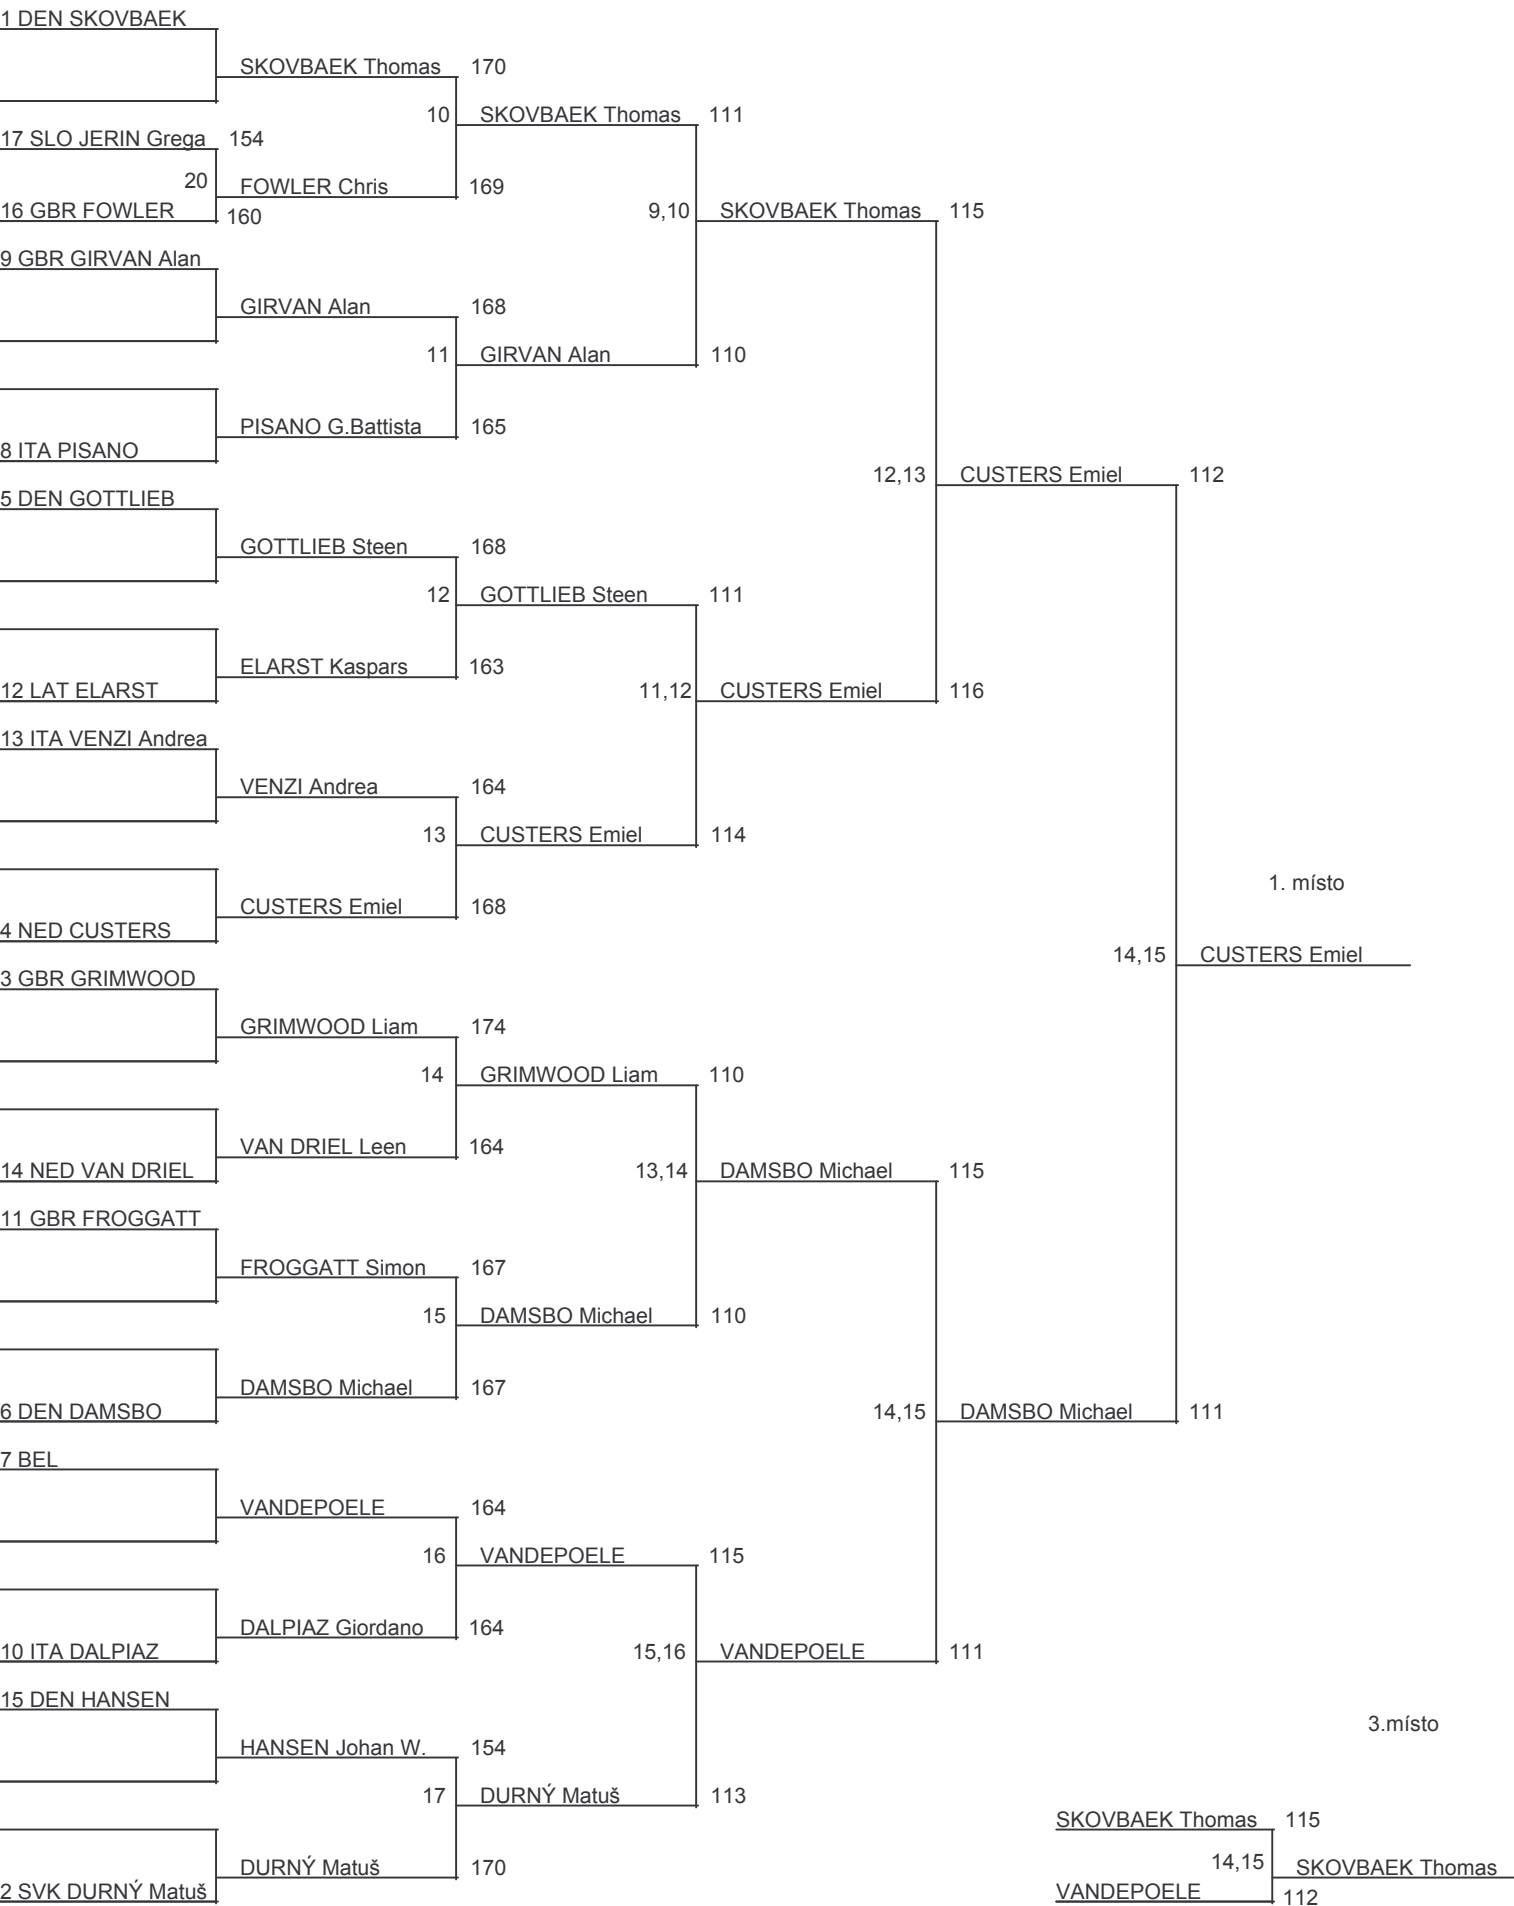 1 DEN SKOVBAEK
SKOVBAEK Thomas 170
10 SKOVBAEK Thomas 111
17 SLO JERIN Grega 154
20 FOWLER Chris 169
16 GBR FOWLER 160
9,10 SKOVBAEK Thomas 115
9 GBR GIRVAN Alan
GIRVAN Alan 168
11 GIRVAN Alan 110
PISANO G.Battista 165
8 ITA PISANO
12,13 CUSTERS Emiel 112
5 DEN GOTTLIEB
GOTTLIEB Steen 168
12 GOTTLIEB Steen 111
ELARST Kaspars 163
12 LAT ELARST
11,12 CUSTERS Emiel 116
13 ITA VENZI Andrea
VENZI Andrea 164
13 CUSTERS Emiel 114
1. místo
CUSTERS Emiel 168
4 NED CUSTERS
14,15 CUSTERS Emiel
3 GBR GRIMWOOD
GRIMWOOD Liam 174
14 GRIMWOOD Liam 110
VAN DRIEL Leen 164
14 NED VAN DRIEL
13,14 DAMSBO Michael 115
11 GBR FROGGATT
FROGGATT Simon 167
15 DAMSBO Michael 110
DAMSBO Michael 167
6 DEN DAMSBO
14,15 DAMSBO Michael 111
7 BEL
VANDEPOELE 164
16 VANDEPOELE 115
DALPIAZ Giordano 164
10 ITA DALPIAZ
15,16 VANDEPOELE 111
15 DEN HANSEN
3.místo
HANSEN Johan W. 154
17 DURNÝ Matuš 113
SKOVBAEK Thomas 115
DURNÝ Matuš 170
14,15 SKOVBAEK Thomas
2 SVK DURNÝ Matuš
VANDEPOELE 112